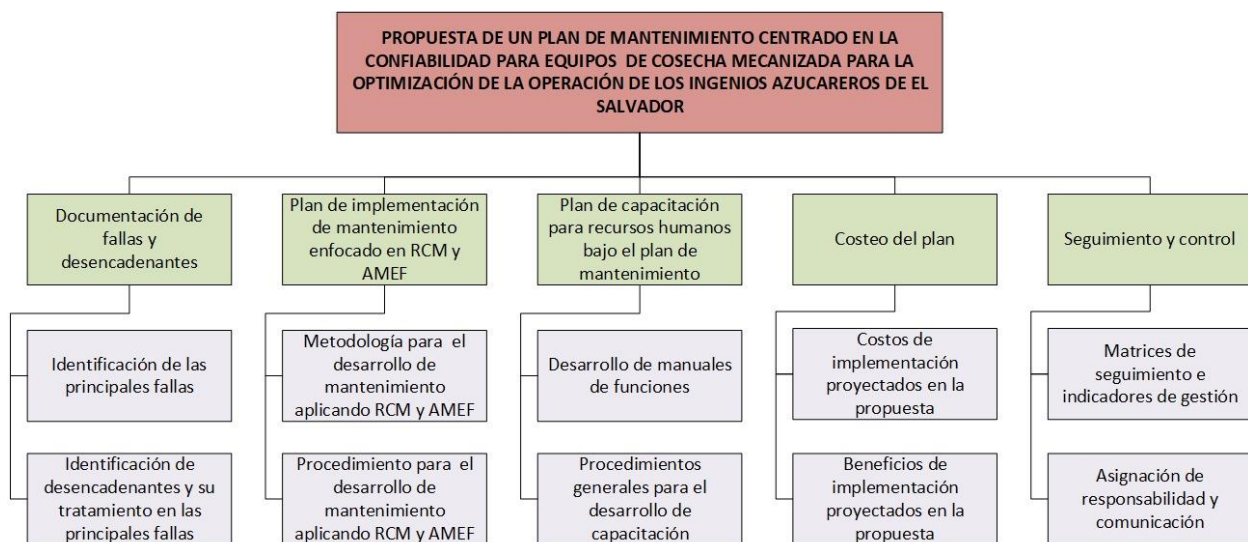 PROPUESTA DE UN PLAN DE MANTENIMIENTO CENTRADO EN LA
CONFIABILIDAD PARA EQUIPOS DE COSECHA MECANIZADA PARA LA
OPTIMIZACIÓN DE LA OPERACIÓN DE LOS INGENIOS AZUCAREROS DE EL
SALVADOR
Documentación de
fallas y
desencadenantes
Plan de implementación
de mantenimiento
enfocado en RCM y
AMEF
Plan de capacitación
para recursos humanos
bajo el plan de
mantenimiento
Costeo del plan
Seguimiento y control
Identificación de las
principales fallas
Metodología para el
desarrollo de
mantenimiento
aplicando RCM y AMEF
Desarrollo de manuales
de funciones
Costos de
implementación
proyectados en la
propuesta
Matrices de
seguimiento e
indicadores de gestión
Identificación de
desencadenantes y su
tratamiento en las
principales fallas
Procedimiento para el
desarrollo de
mantenimiento
aplicando RCM y AMEF
Procedimientos
generales para el
desarrollo de
capacitación
Beneficios de
implementación
proyectados en la
propuesta
Asignación de
responsabilidad y
comunicación